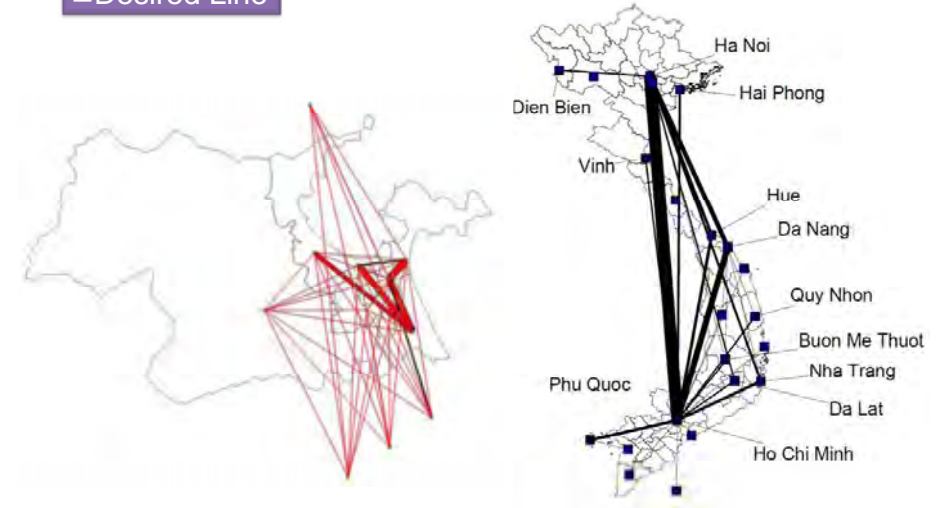 Desired Line
Ha Noi
Hai Phong
Dien Bien
Vinh
Hue
Da Nang
Quy Nhon
Buon Me Thuot
Nha Trang
Phu Quoc
Da Lat
Ho Chi Minh